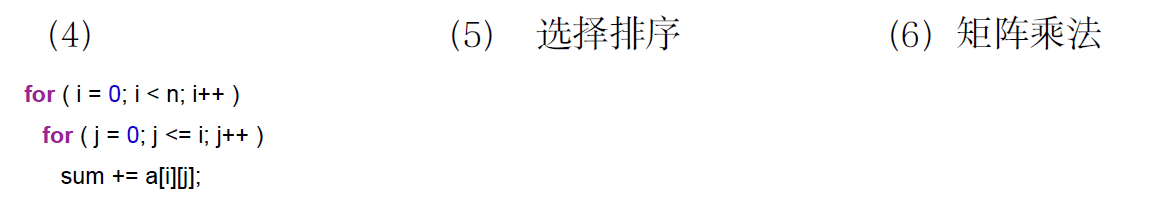 (4) (5) 选择排序 (6) 矩阵乘法
for ( i = 0; i < n; i++ )
for ( j = 0; j <= i; j++ )
sum += a[i][j];